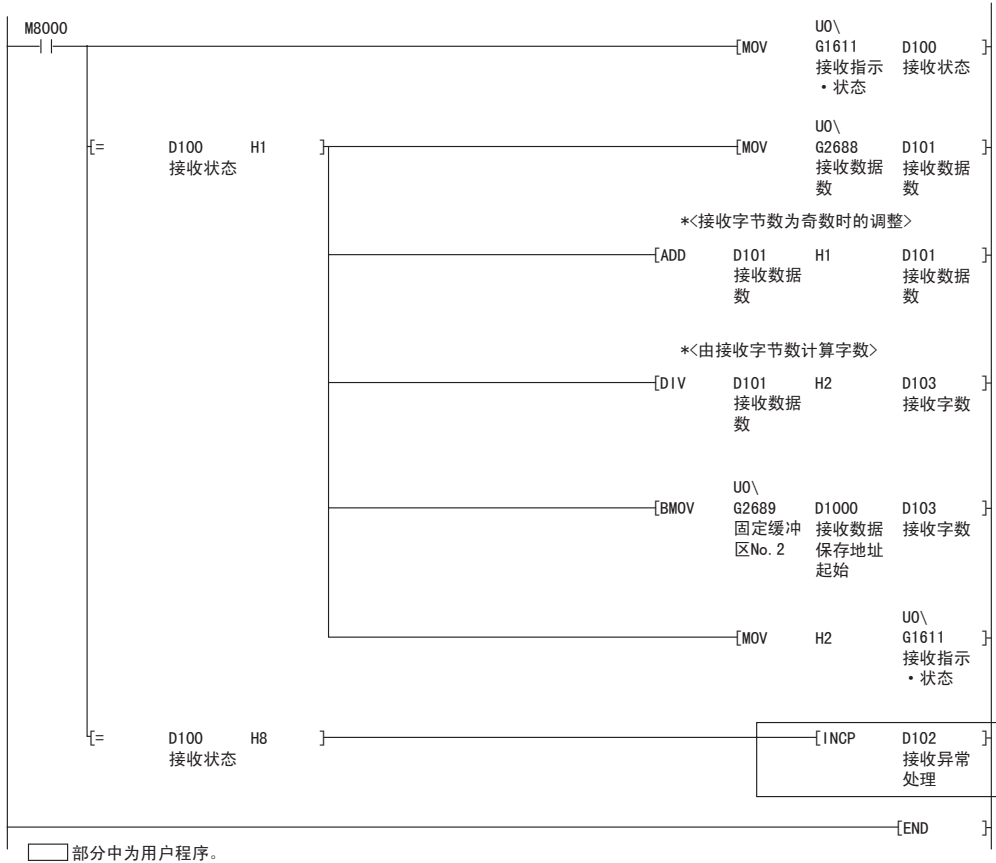 M8000
U0\
[MOV G1611 D100 ]
接收指示 接收状态
・状态
U0\
[= D100 H1 ] [MOV G2688 D101 ]
接收状态 接收数据 接收数据
数 数
*<接收字节数为奇数时的调整>
[ADD D101 H1 D101 ]
接收数据 接收数据
数 数
*<由接收字节数计算字数>
[DIV D101 H2 D103 ]
接收数据 接收字数
数
U0\
[BMOV G2689 D1000 D103 ]
固定缓冲 接收数据 接收字数
区No.2 保存地址
起始
U0\
[MOV H2 G1611 ]
接收指示
・状态
[= D100 H8 ] [INCP D102 ]
接收状态 接收异常
处理
[END ]
部分中为用户程序。